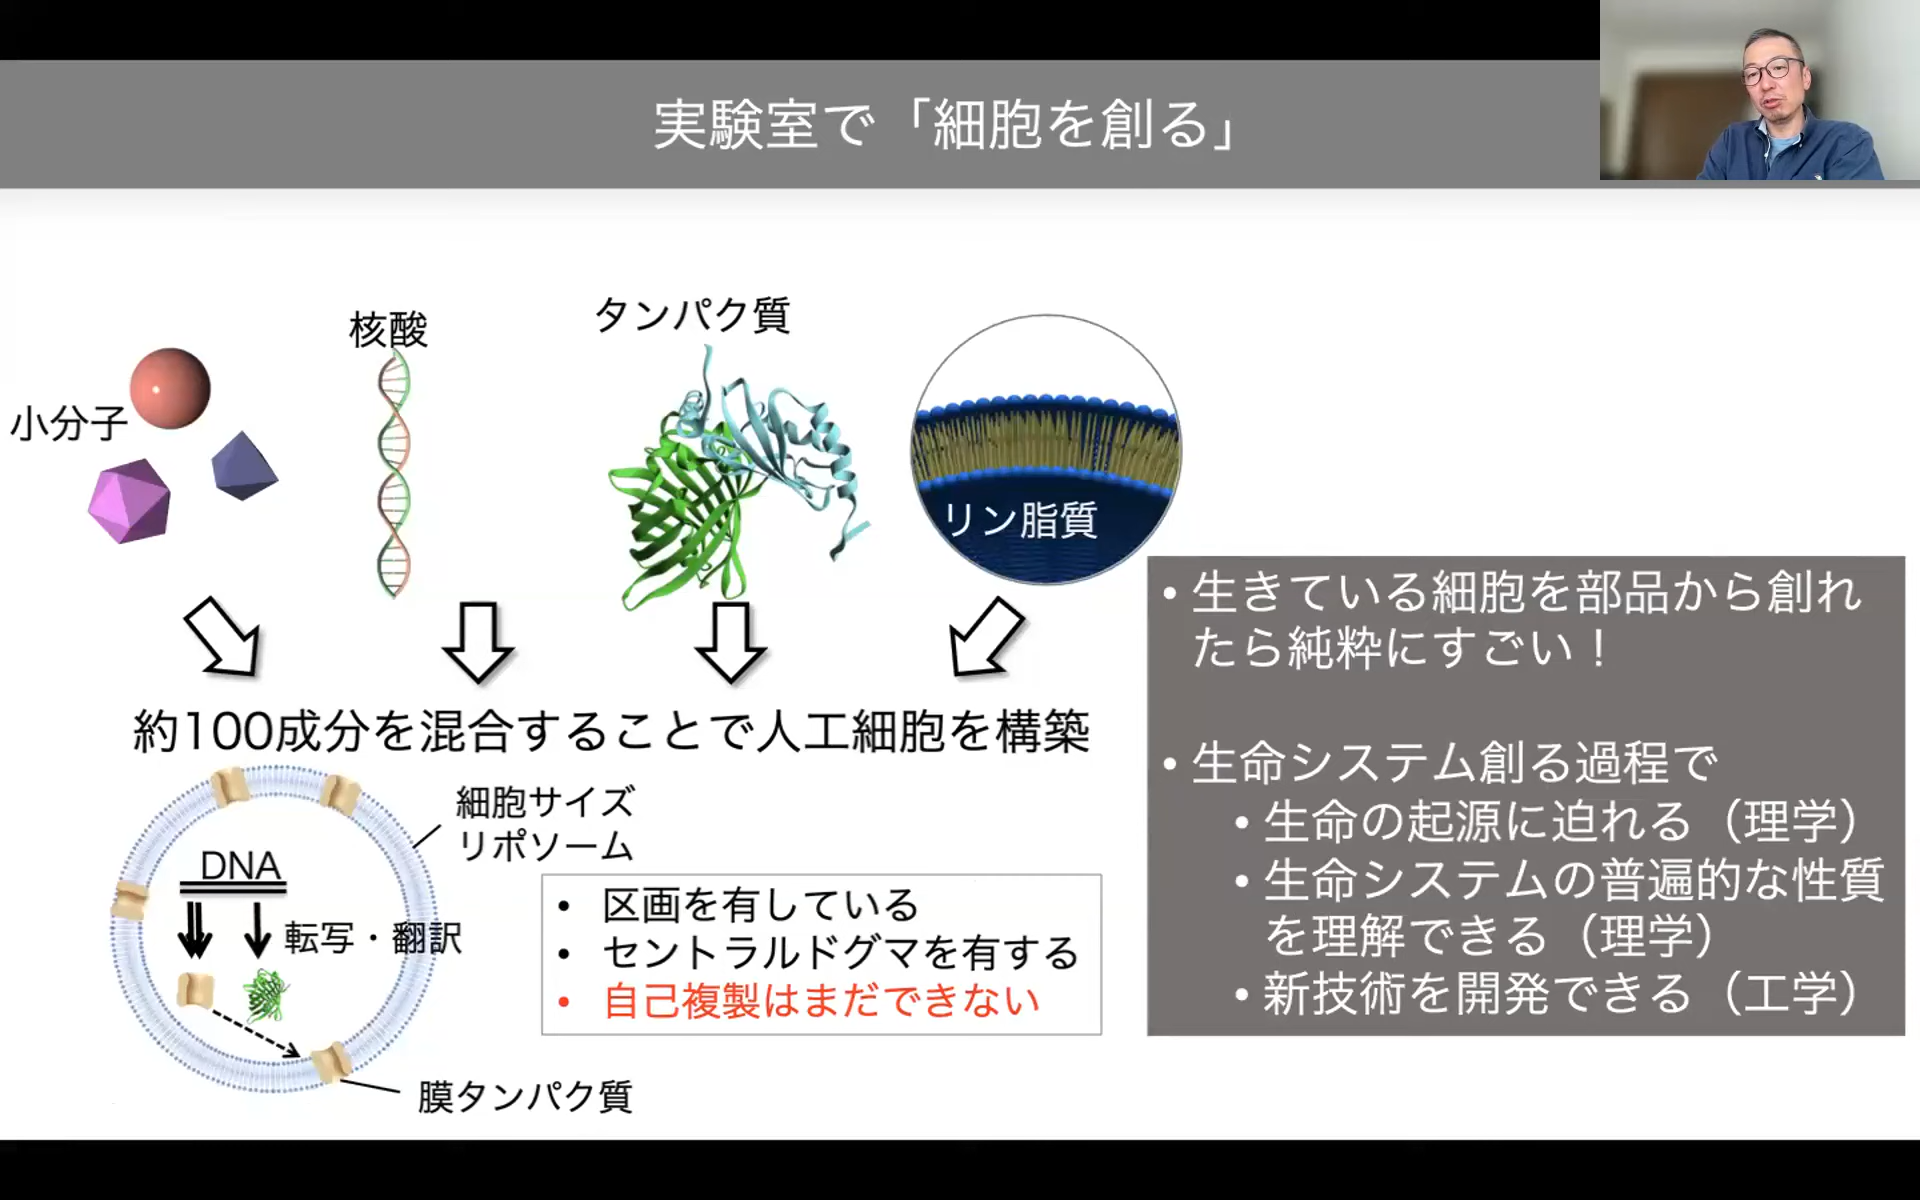 実験室で「細胞を創る」
小分子
核酸
タンパク質
リン脂質
約100成分を混合することで人工細胞を構築
細胞サイズ
リポソーム
DNA
転写・翻訳
膜タンパク質
• 区画を有している
• セントラルドグマを有する
• 自己複製はまだできない
• 生きている細胞を部品から創れ
たら純粋にすごい！
• 生命システム創る過程で
• 生命の起源に迫れる（理学）
• 生命システムの普遍的な性質
を理解できる（理学）
• 新技術を開発できる（工学）